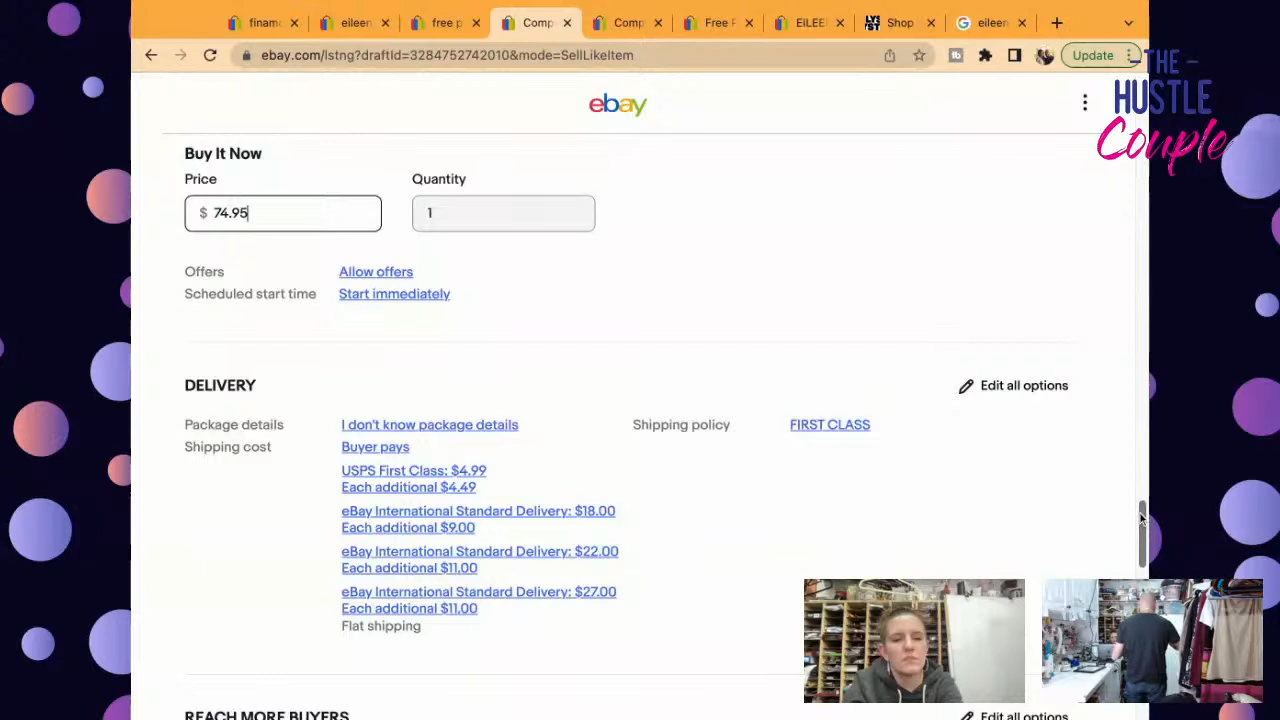 finamo
eileen
free p
Comp
Comp
Free F
EiLEEI
LYE
ST
Shop
eileen
ebay.com/lstng?draftId=3284752742010&mode=SellLikeItem
Update
- THE -
HUSTLE
Couple
ebay
Buy It Now
Price
Quantity
$ 74.95
1
Offers
Allow offers
Scheduled start time
Start immediately
DELIVERY
Edit all options
Package details
I don't know package details
Shipping policy
FIRST CLASS
Shipping cost
Buyer pays
USPS First Class: $4.99
Each additional $4.49
eBay International Standard Delivery: $18.00
Each additional $9.00
eBay International Standard Delivery: $22.00
Each additional $11.00
eBay International Standard Delivery: $27.00
Each additional $11.00
Flat shipping
REACH MORE BUYERS
Edit all options